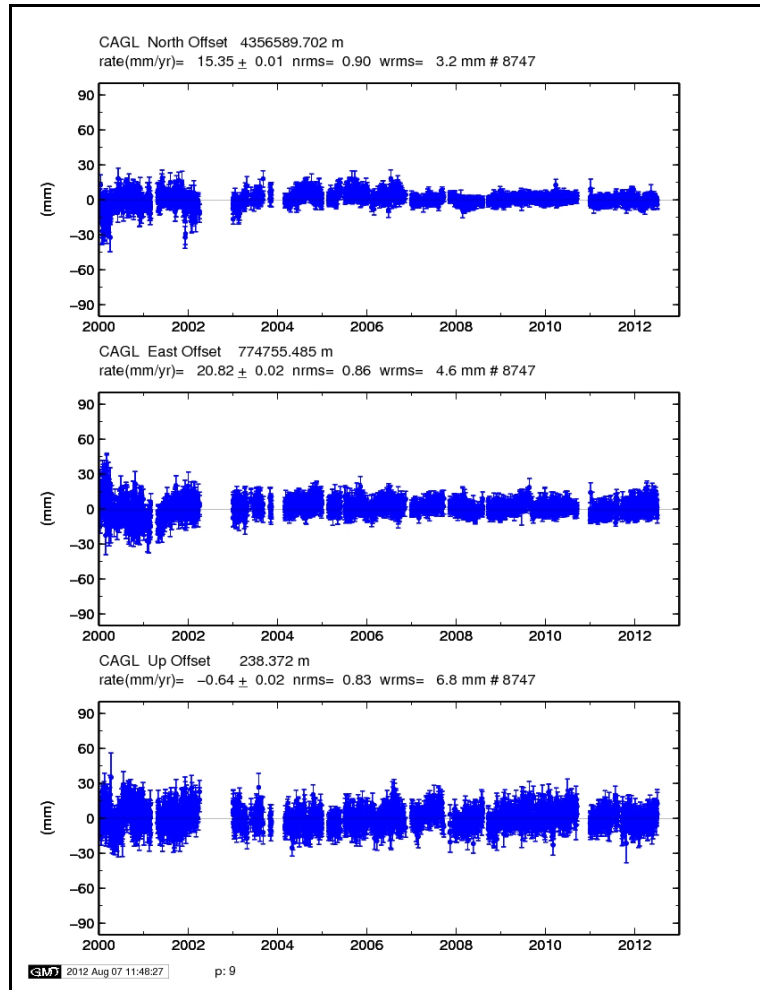 CAGL North Offset 4356589.702 m
rate(mm/yr)= 15.35 ± 0.01 nrms= 0.90 wrms= 3.2 mm # 8747
90
60
30
0
−30
−60
−90
(mm)
2000 2002 2004 2006 2008 2010 2012
CAGL East Offset 774755.485 m
rate(mm/yr)= 20.82 ± 0.02 nrms= 0.86 wrms= 4.6 mm # 8747
90
60
30
0
−30
−60
−90
(mm)
2000 2002 2004 2006 2008 2010 2012
CAGL Up Offset 238.372 m
rate(mm/yr)= −0.64 ± 0.02 nrms= 0.83 wrms= 6.8 mm # 8747
90
60
30
0
−30
−60
−90
(mm)
2000 2002 2004 2006 2008 2010 2012
GMT 2012 Aug 07 11:48:27 p: 9